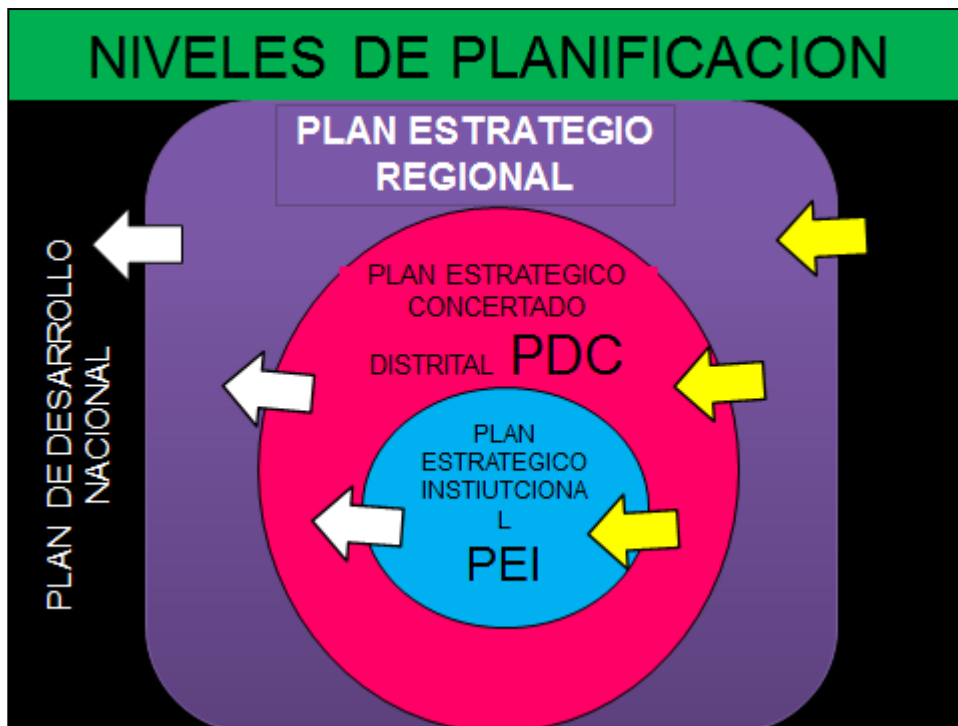 NIVELES DE PLANIFICACION
PLAN ESTRATEGIO
REGIONAL
PLAN ESTRATEGICO
CONCERTADO
DISTRITAL PDC
PLAN
ESTRATEGICO
INSTIUTCIONA
L
PEI
PLAN DE DESARROLLO
NACIONAL